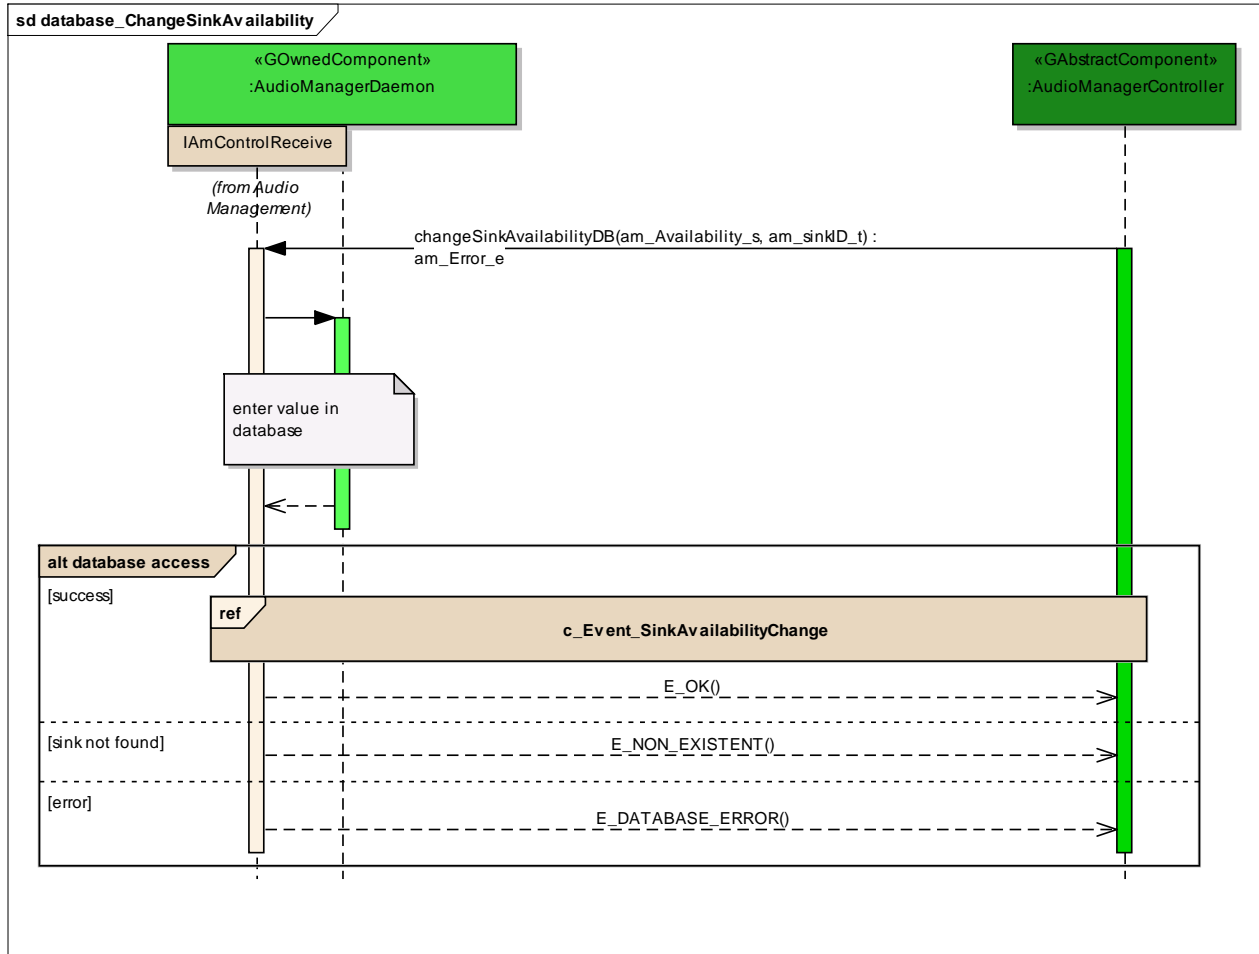 sd database_ChangeSinkAvailability
«GOwnedComponent»
:AudioManagerDaemon
«GAbstractComponent»
:AudioManagerController
IAmControlReceive
(from Audio
Management)
changeSinkAvailabilityDB(am_Availability_s, am_sinkID_t) :
am_Error_e
enter value in
database
alt database access
[success]
ref
c_Event_SinkAvailabilityChange
E_OK()
[sink not found]
E_NON_EXISTENT()
[error]
E_DATABASE_ERROR()